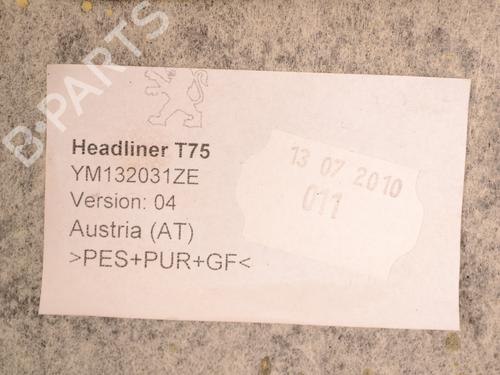 B-PARTS
Headliner T75
YM132031ZE
Version: 04
Austria (AT)
>PES+PUR+GF<
13 07 2010
011